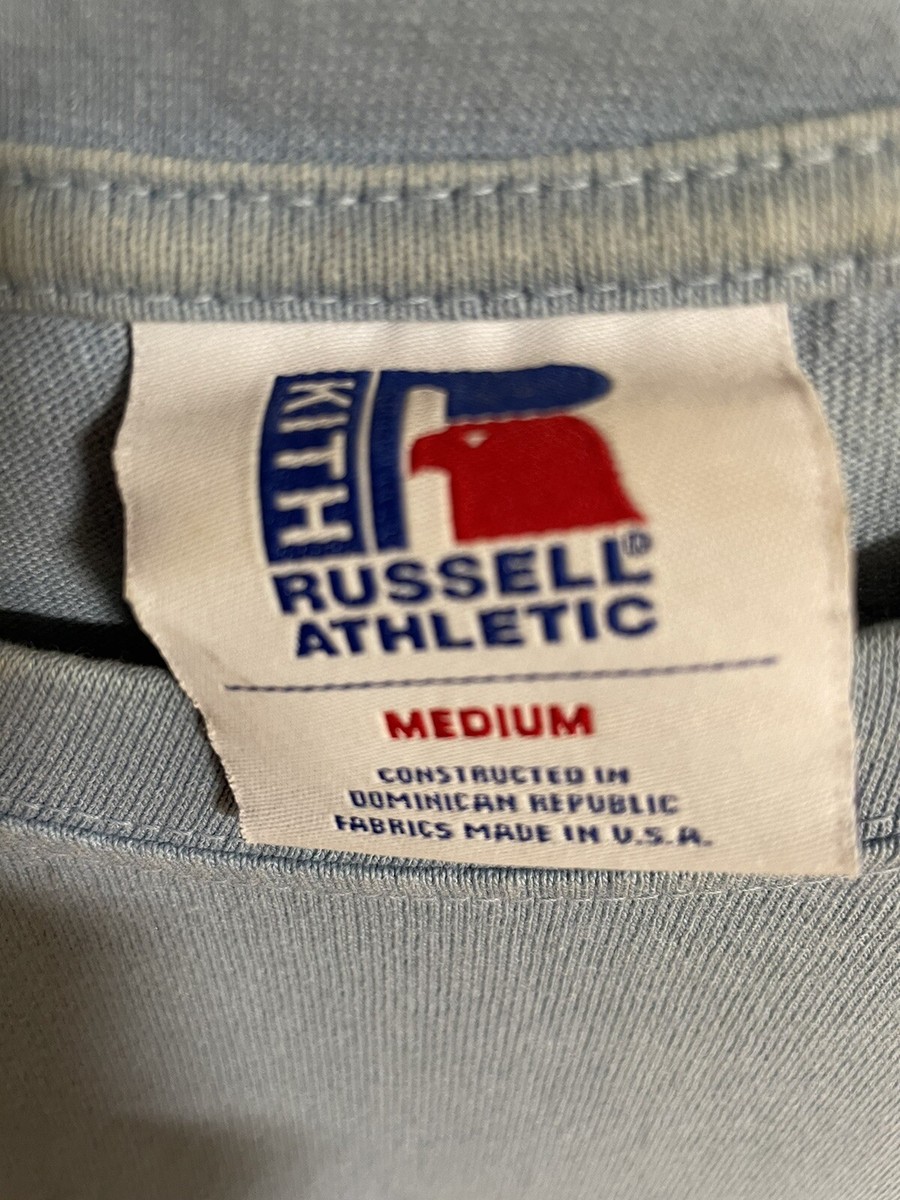 KITH
RUSSELL®
ATHLETIC
MEDIUM
CONSTRUCTED IN
DOMINICAN REPUBLIC
FABRICS MADE IN U.S.A.